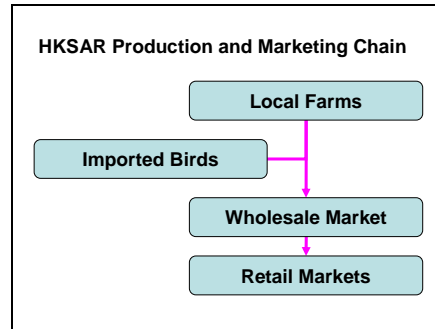 HKSAR Production and Marketing Chain
Local Farms
Imported Birds
Wholesale Market
Retail Markets